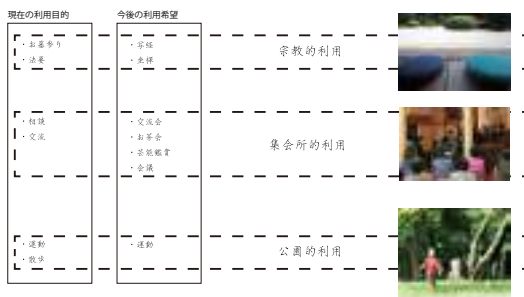 現在の利用目的
今後の利用希望
・お墓参り
・法要
・写経
・坐禅
宗教的利用
・相談
・交流
・交流会
・お茶会
・芸能鑑賞
・会議
集会所的利用
・運動
・散歩
・運動
公園的利用